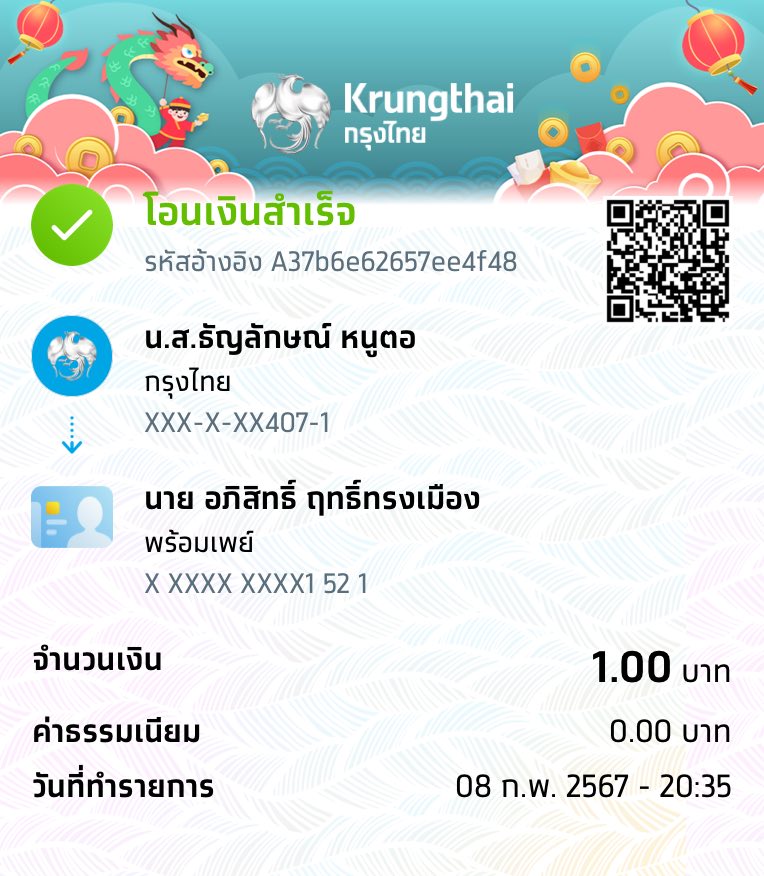 Krungthai
กรุงไทย
โอนเงินสำเร็จ
รหัสอ้างอิง A37b6e62657ee4f48
น.ส.ธัญลักษณ์ หนูตอ
กรุงไทย
XXX-X-XX407-1
นาย อภิสิทธิ์ ฤทธิ์ทรงเมือง
พร้อมเพย์
X XXXX XXXX1 52 1
จำนวนเงิน 1.00 บาท
ค่าธรรมเนียม 0.00 บาท
วันที่ทำรายการ 08 ก.พ. 2567 - 20:35